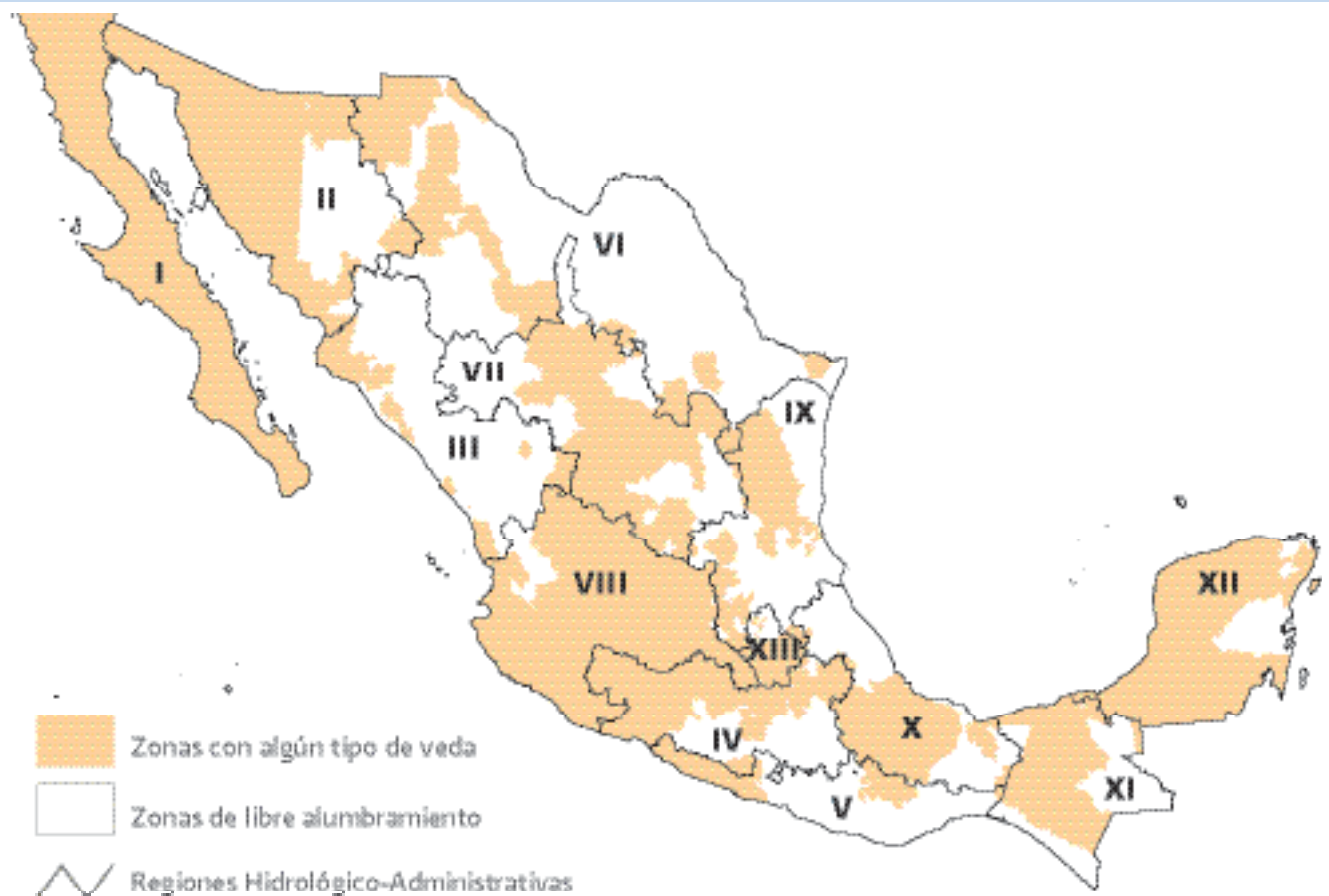 II
VI
I
VII
IX
III
VIII
XII
XIII
X
IV
XI
V
Zonas con algún tipo de veda
Zonas de libre alumbramiento
Regiones Hidrológico-Administrativas